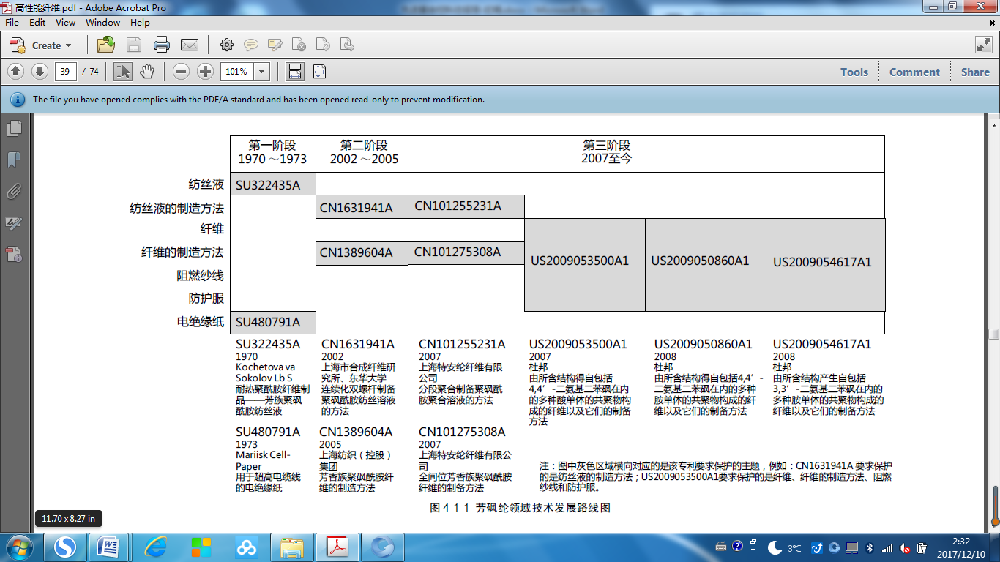 高性能纤维.pdf - Adobe Acrobat Pro
File Edit View Window Help
Create
39 / 74
101%
Tools Comment Share
The file you have opened complies with the PDF/A standard and has been opened read-only to prevent modification.
第一阶段 第二阶段 第三阶段
1970～1973 2002～2005 2007至今
纺丝液 SU322435A
纺丝液的制造方法 CN1631941A CN101255231A
纤维
纤维的制造方法 CN1389604A CN101275308A
US2009053500A1 US2009050860A1 US2009054617A1
阻燃纱线
防护服
电绝缘纸 SU480791A
SU322435A
1970
Kochetova va
Sokolov Lb S
耐热聚酰胺纤维制
品——芳族聚砜
酰胺纺丝液
CN1631941A
2002
上海市合成纤维研
究所、东华大学
连续化双螺杆制备
聚砜酰胺纺丝溶液
的方法
CN101255231A
2007
上海特安纶纤维有限
公司
分段聚合制备聚砜酰
胺聚合溶液的方法
US2009053500A1
2007
杜邦
由所含结构得自包括
4,4′-二氨基二苯砜在内
的多种酸单体的共聚物构
成的纤维以及它们的制备
方法
US2009050860A1
2008
杜邦
由所含结构得自包括4,4′-
二氨基二苯砜在内的多种
胺单体的共聚物构成的纤
维以及它们的制备方法
US2009054617A1
2008
杜邦
由所含结构产生自包括
3,3′-二氨基二苯砜在内的
多种胺单体的共聚物构成的
纤维以及它们的制备方法
SU480791A
1973
Mariisk Cell-
Paper
用于超高电缆线
的电绝缘纸
CN1389604A
2005
上海纺织（控股）
集团
芳香族聚砜酰胺纤
维的制造方法
CN101275308A
2007
上海特安纶纤维有限公
司
全间位芳香族聚砜酰胺
纤维的制备方法
注：图中灰色区域横向对应的是该专利要求保护的主题，例如：CN1631941A 要求保护
的是纺丝液的制造方法；US2009053500A1要求保护的是纤维、纤维的制造方法、阻燃
纱线和防护服。
图 4-1-1 芳砜纶领域技术发展路线图
11.70 x 8.27 in
3℃
2:32
2017/12/10